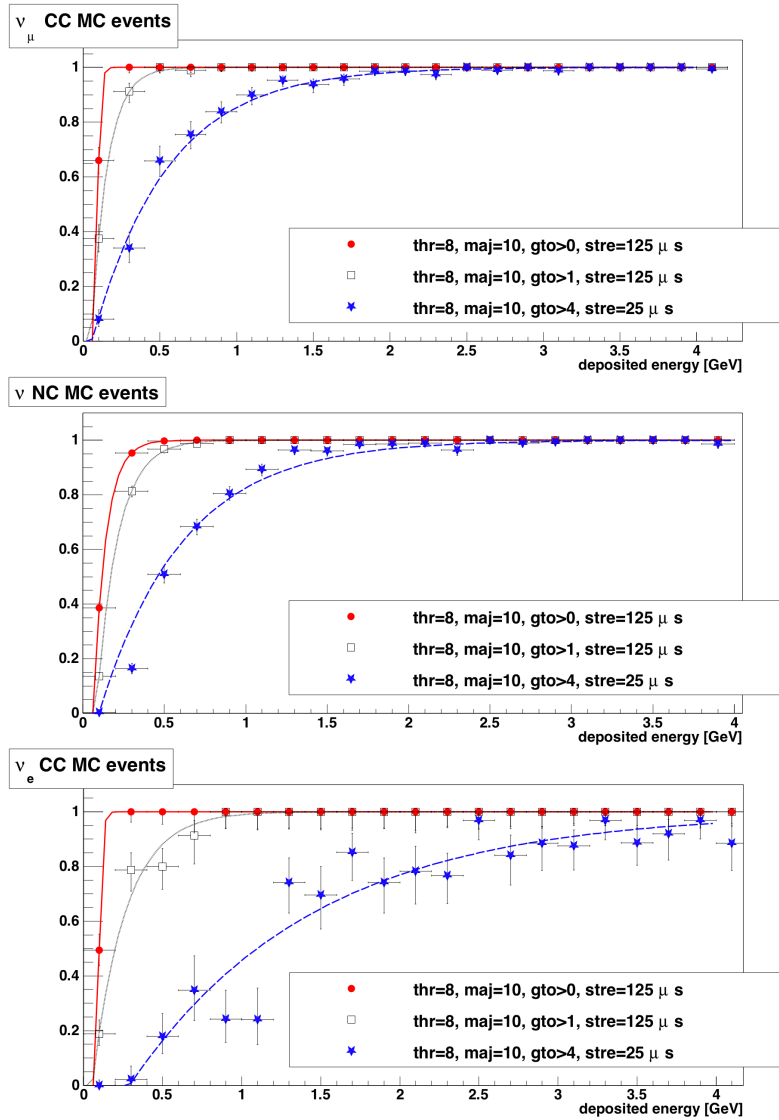 ν μ CC MC events
1
0.8
0.6
0.4
0.2
0
thr=8, maj=10, gto>0, stre=125 μ s
thr=8, maj=10, gto>1, stre=125 μ s
thr=8, maj=10, gto>4, stre=25 μ s
0 0.5 1 1.5 2 2.5 3 3.5 4
deposited energy [GeV]
ν NC MC events
1
0.8
0.6
0.4
0.2
0
thr=8, maj=10, gto>0, stre=125 μ s
thr=8, maj=10, gto>1, stre=125 μ s
thr=8, maj=10, gto>4, stre=25 μ s
0 0.5 1 1.5 2 2.5 3 3.5 4
deposited energy [GeV]
ν e CC MC events
1
0.8
0.6
0.4
0.2
0
thr=8, maj=10, gto>0, stre=125 μ s
thr=8, maj=10, gto>1, stre=125 μ s
thr=8, maj=10, gto>4, stre=25 μ s
0 0.5 1 1.5 2 2.5 3 3.5 4
deposited energy [GeV]